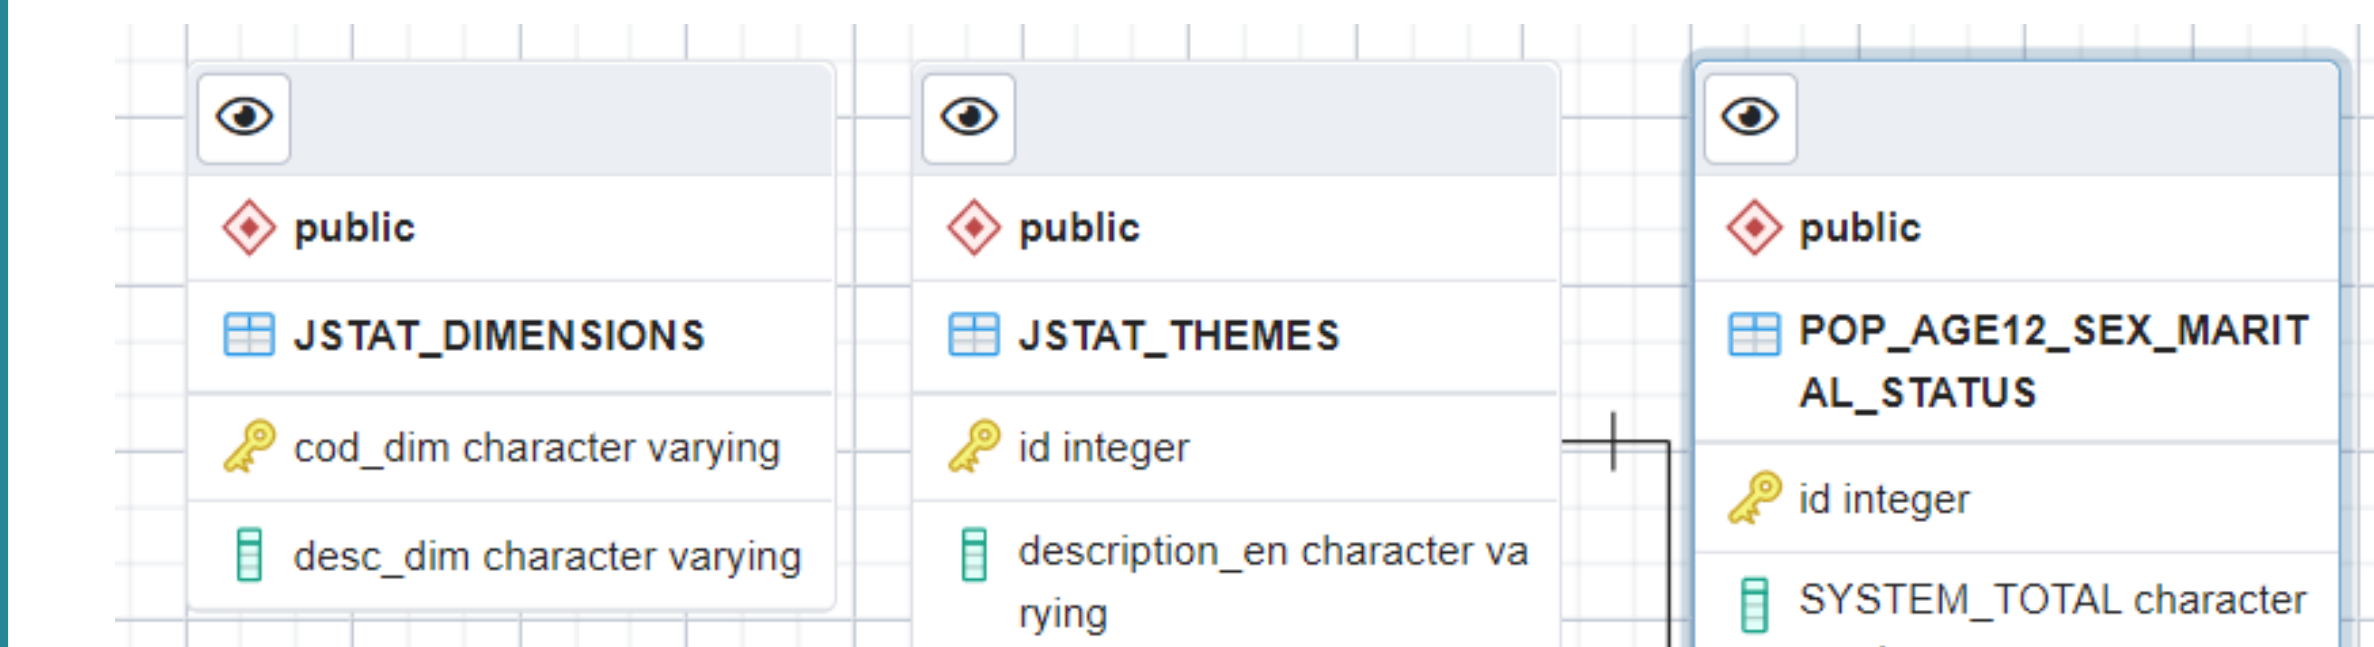 public
JSTAT_DIMENSIONS
cod_dim character varying
desc_dim character varying
public
JSTAT_THEMES
id integer
description_en character va
rying
public
POP_AGE12_SEX_MARIT
AL_STATUS
id integer
SYSTEM_TOTAL character